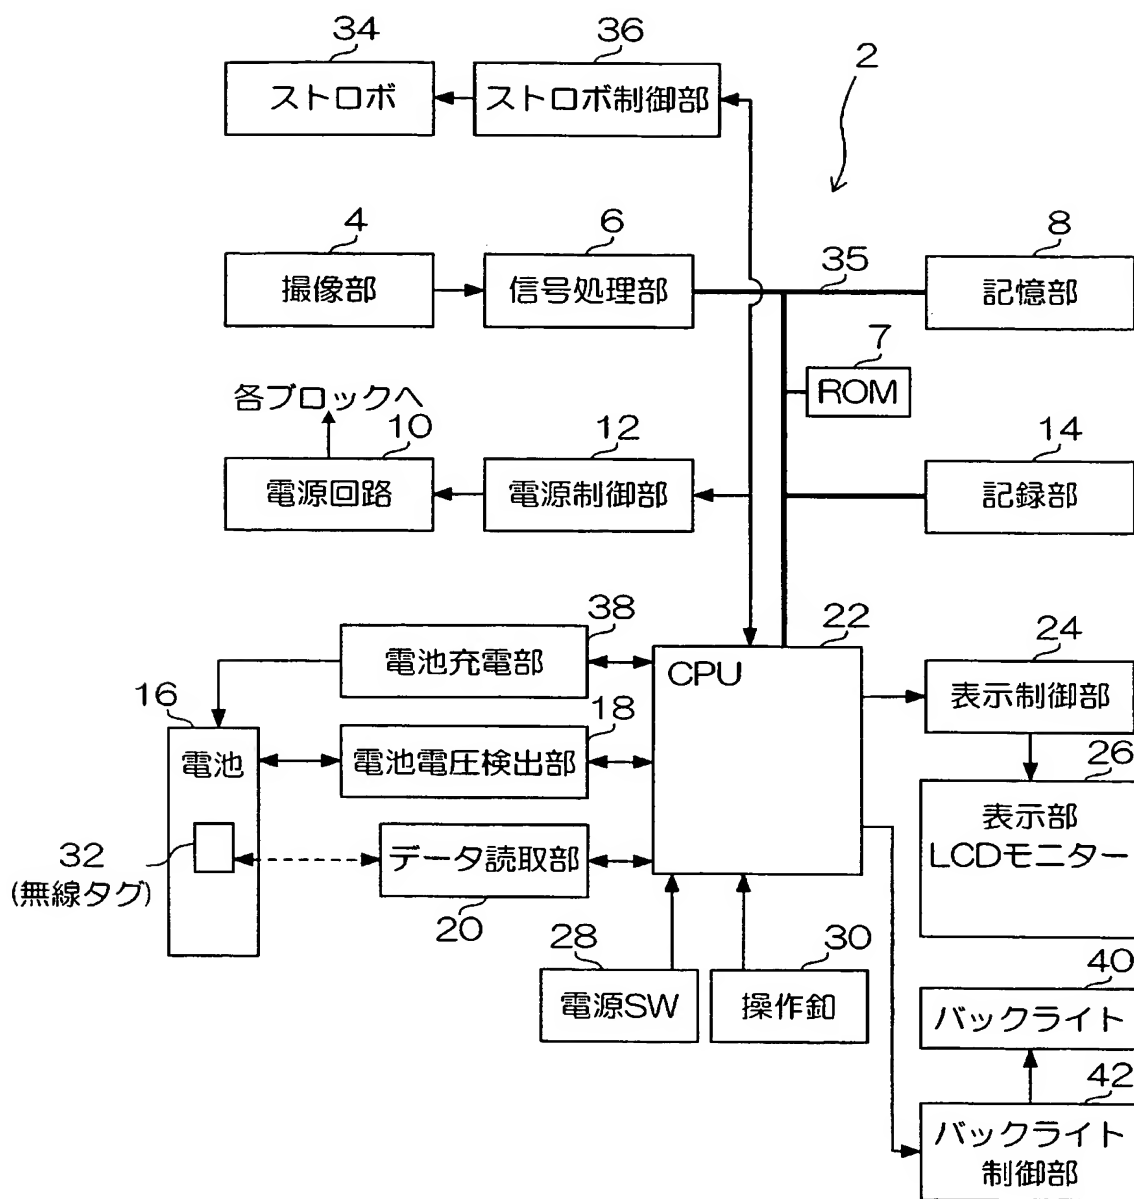 34
36
2
ストロボ
ストロボ制御部
4
6
8
撮像部
信号処理部
35
記憶部
7
ROM
各ブロックへ
10
12
14
電源回路
電源制御部
記録部
38
22
24
電池充電部
CPU
表示制御部
16
18
電池
電池電圧検出部
26
表示部
LCDモニター
32
(無線タグ)
データ読取部
20
28
30
電源SW
操作釦
40
バックライト
42
バックライト
制御部